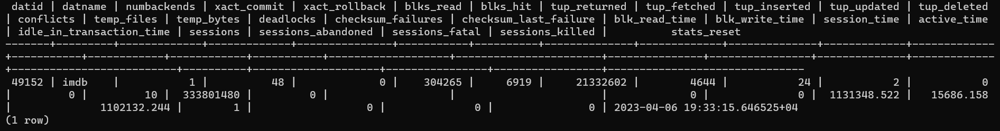 datid | datname | numbackends | xact_commit | xact_rollback | blks_read | blks_hit | tup_returned | tup_fetched | tup_inserted | tup_updated | tup_deleted
| conflicts | temp_files | temp_bytes | deadlocks | checksum_failures | checksum_last_failure | blk_read_time | blk_write_time | session_time | active_time
| idle_in_transaction_time | sessions | sessions_abandoned | sessions_fatal | sessions_killed |          stats_reset
-------+---------+-------------+-------------+---------------+-----------+----------+--------------+-------------+--------------+-------------+-------------
+-----------+------------+------------+-----------+-------------------+-----------------------+---------------+----------------+--------------+-------------
+--------------------------+----------+--------------------+----------------+-----------------+-------------------------------
 49152 | imdb    |           1 |          48 |             0 |    304265 |     6919 |     21332602 |        4644 |           24 |           2 |           0
|         0 |         10 |  333801480 |         0 |                   |                       |             0 |              0 |  1131348.522 |   15686.158
|              1102132.244 |        1 |                  0 |              0 |               0 | 2023-04-06 19:33:15.646525+04
(1 row)